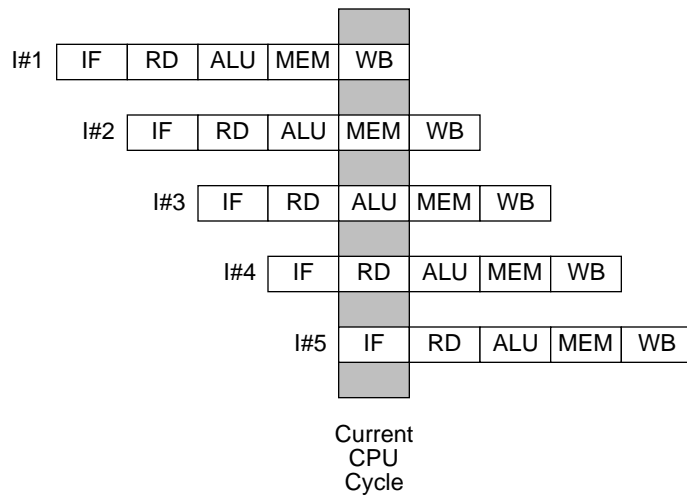 I#1 IF RD ALU MEM WB
I#2 IF RD ALU MEM WB
I#3 IF RD ALU MEM WB
I#4 IF RD ALU MEM WB
I#5 IF RD ALU MEM WB
Current
CPU
Cycle